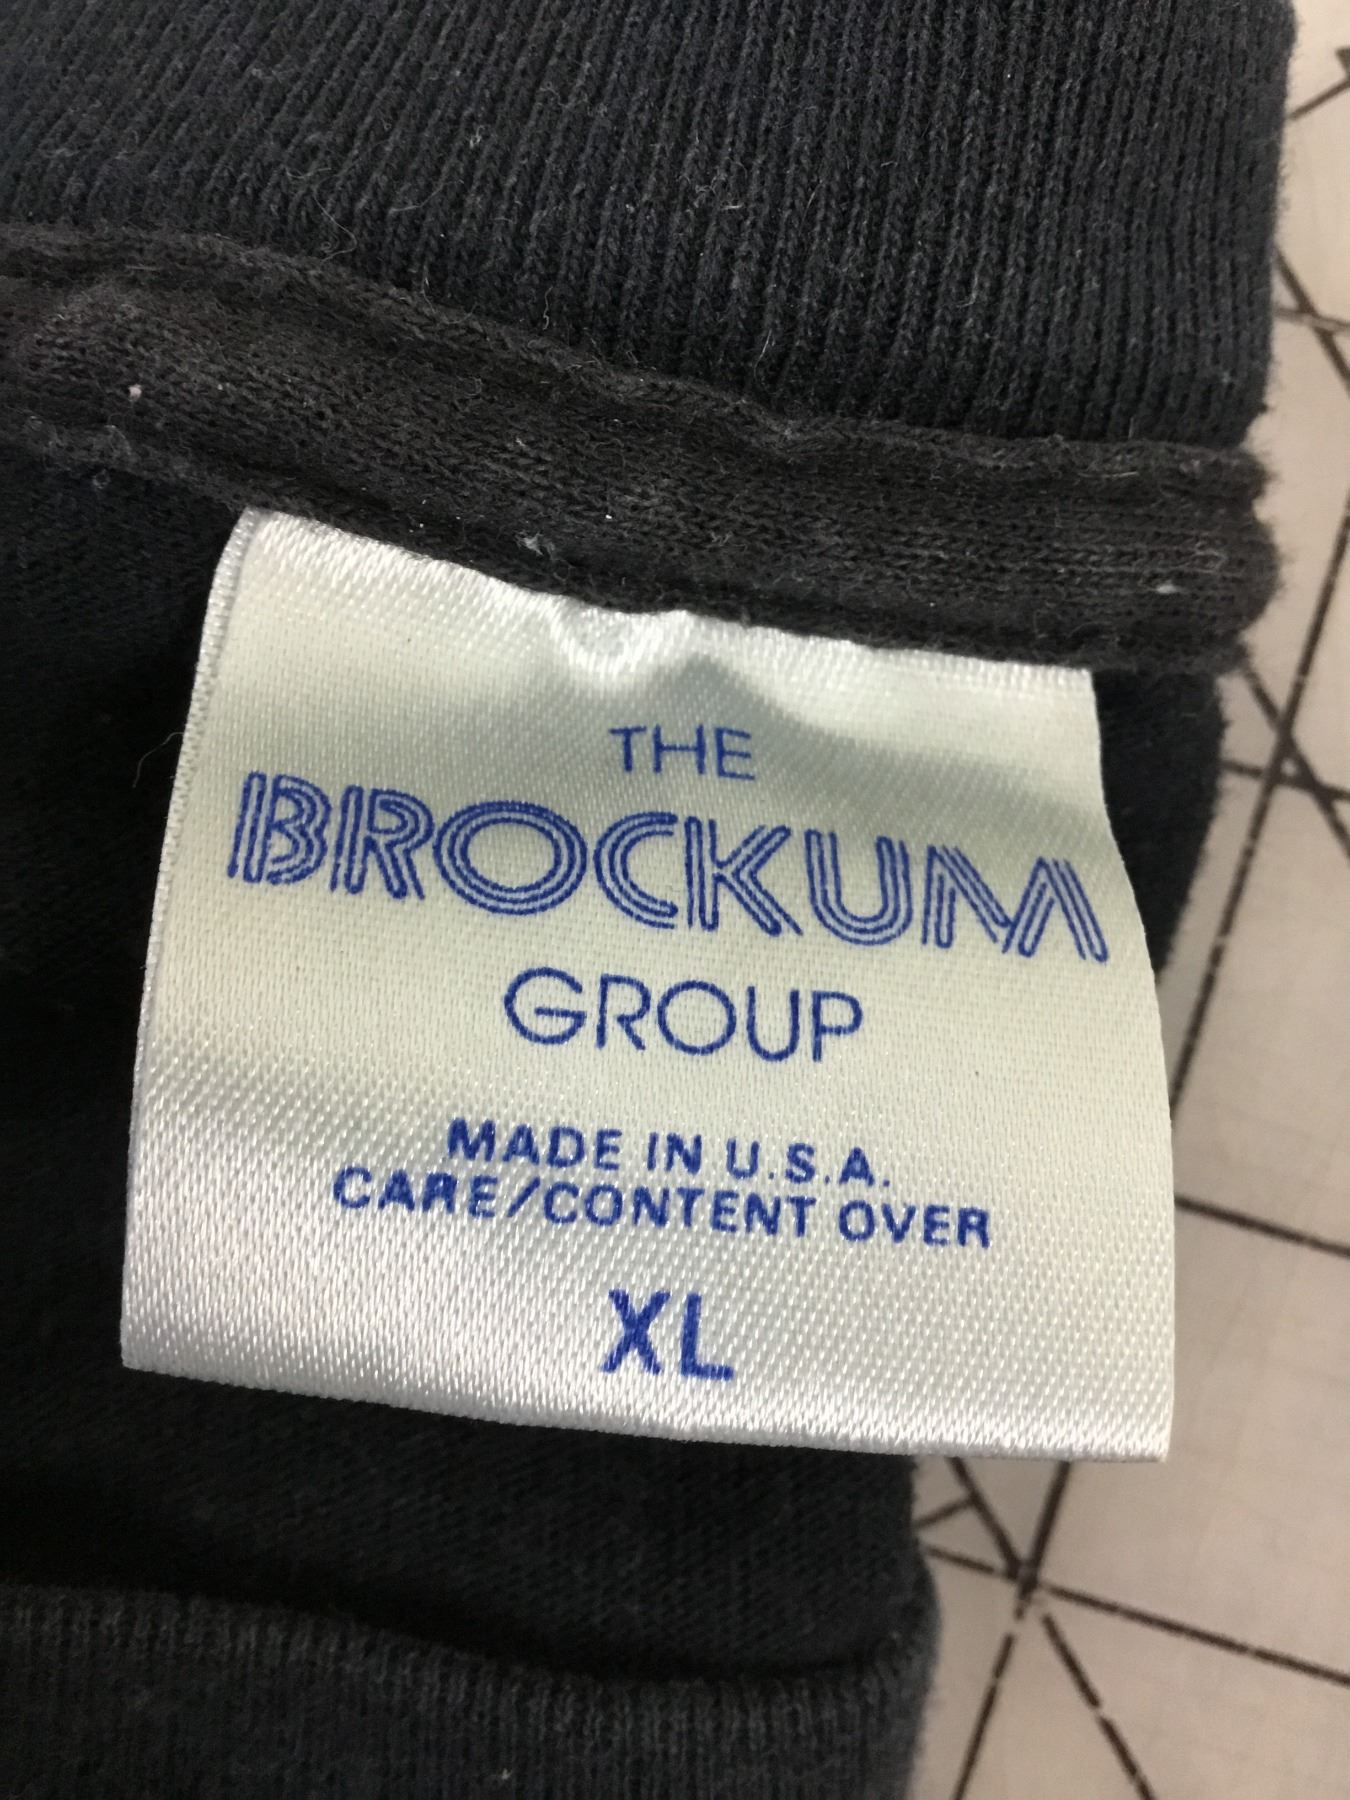 THE
BROCKUM
GROUP
MADE IN U.S.A.
CARE/CONTENT OVER
XL